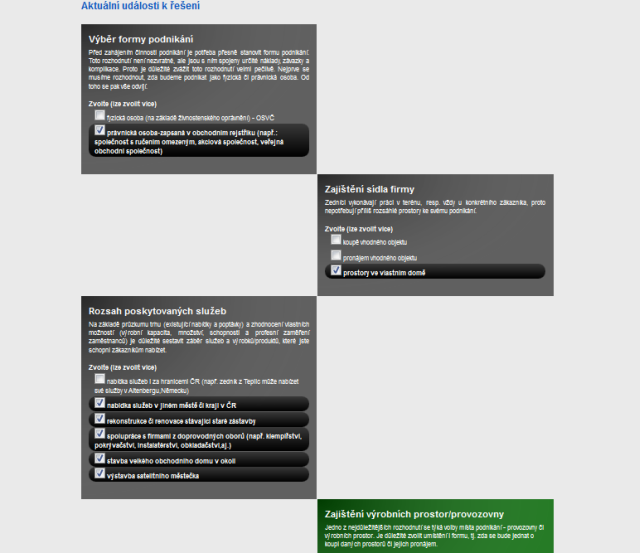 Aktuální události k řešení
Výběr formy podnikání
Před zahájením činnosti podnikání je potřeba přesně stanovit formu podnikání.
Toto rozhodnutí není nezvratné, ale jsou s ním spojeny určité náklady, závazky a
komplikace. Proto je důležité zvážit toto rozhodnutí velmi pečlivě. Nejprve se
musíme rozhodnout, zda budeme podnikat jako fyzická či právnická osoba. Od
toho se pak vše odvíjí.
Zvolte (lze zvolit více)
fyzická osoba (na základě živnostenského oprávnění) - OSVČ
právnická osoba-zapsaná v obchodním rejstříku (např.:
společnost s ručením omezeným, akciová společnost, veřejná
obchodní společnost)
Zajištění sídla firmy
Zedníci vykonávají práci v terénu, resp. vždy u konkrétního zákazníka, proto
nepotřebují příliš rozsáhlé prostory ke svému podnikání.
Zvolte (lze zvolit více)
koupě vhodného objektu
pronájem vhodného objektu
prostory ve vlastním domě
Rozsah poskytovaných služeb
Na základě průzkumu trhu (existující nabídky a poptávky) a zhodnocení vlastních
možností (výrobní kapacita, množství, schopnosti a profesní zaměření
zaměstnanců) je důležité sestavit záběr služeb a výrobků/produktů, které jste
schopni zákazníkům nabízet.
Zvolte (lze zvolit více)
nabídka služeb i za hranicemi ČR (např. zedník z Teplic může nabízet
své služby v Altenbergu,Německu)
nabídka služeb v jiném městě či kraji v ČR
rekonstrukce či renovace stávající staré zástavby
spolupráce s firmami z doprovodných oborů (např. klempířství,
pokrývačství, instalatérství, obkladačství,aj.)
stavba velkého obchodního domu v okolí
výstavba satelitního městečka
Zajištění výrobních prostor/provozovny
Jedno z nejdůležitějších rozhodnutí se týká volby místa podnikání - provozovny či
výrobních prostor. Je důležité zvolit umístění i formu, tj. zda se bude jednat o
koupi daných prostorů či jejich pronájem.